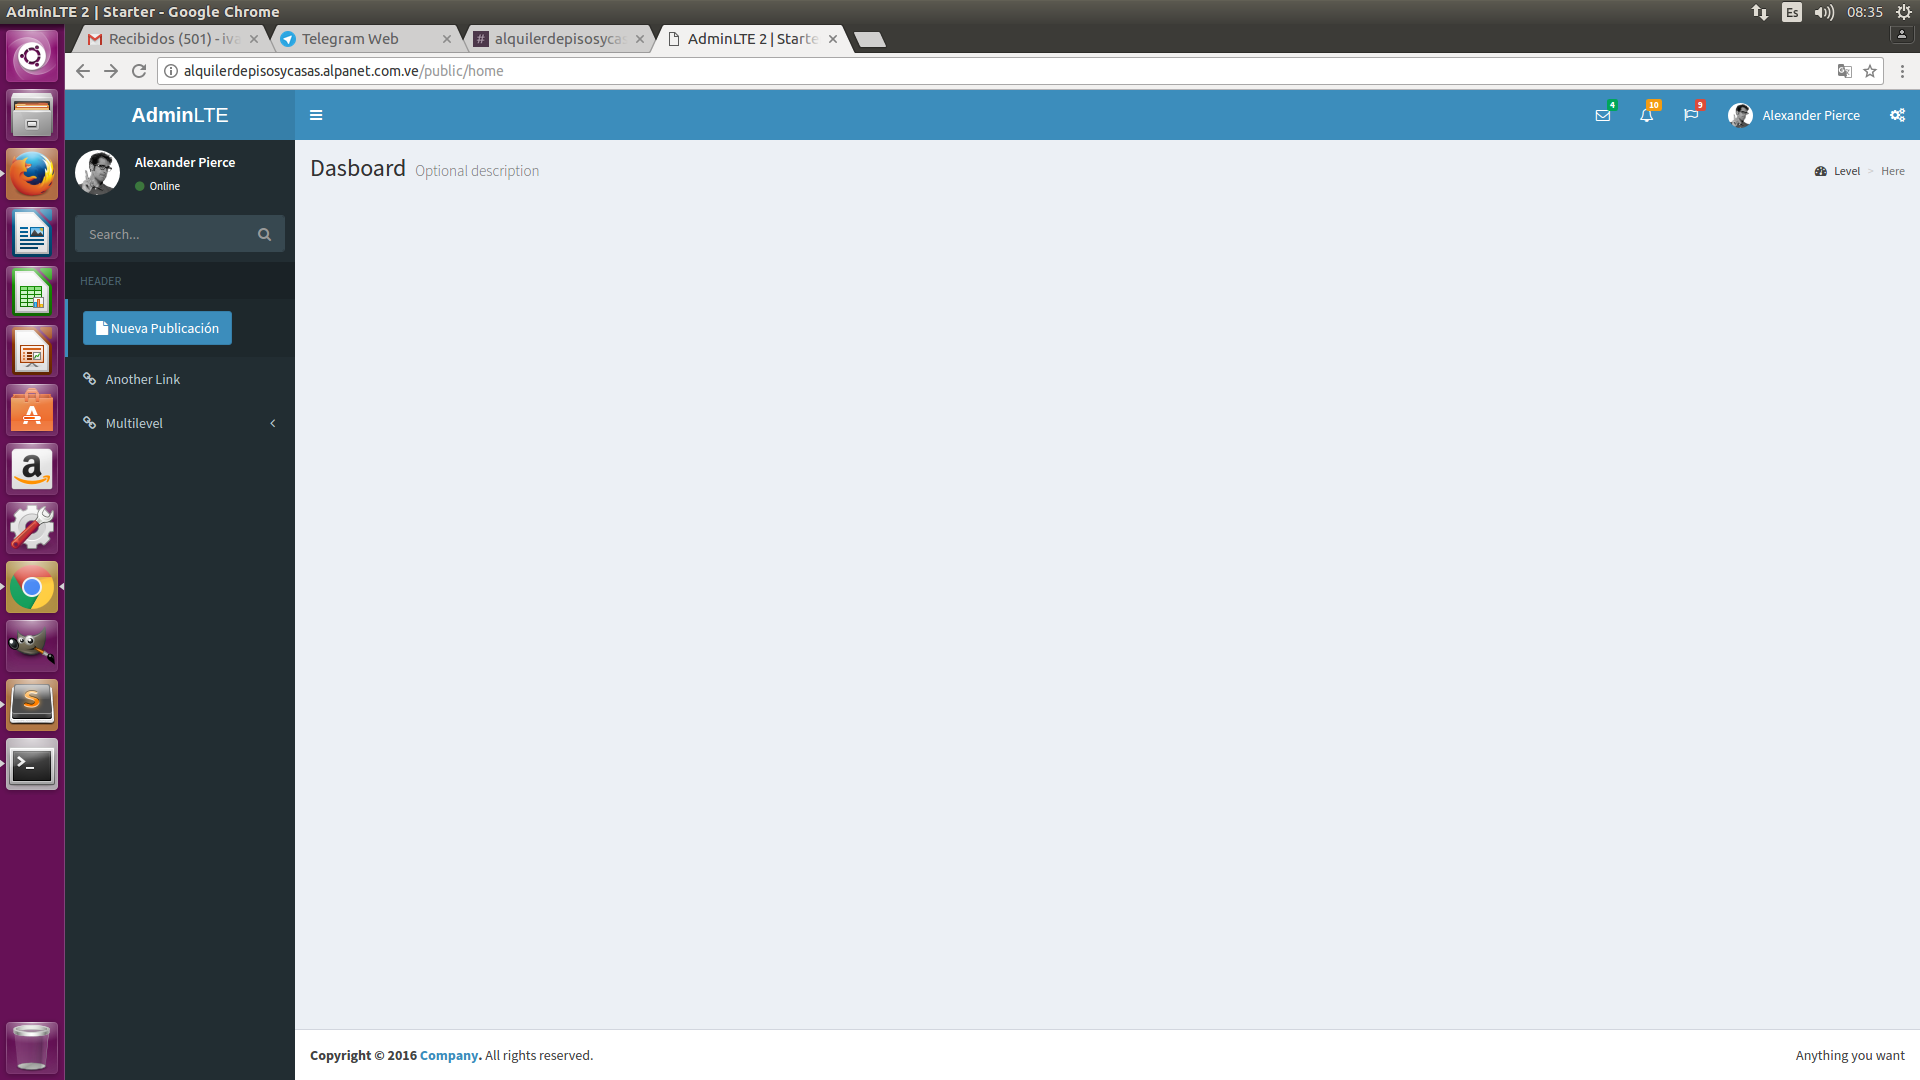 AdminLTE 2 | Starter - Google Chrome
Es
08:35
Recibidos (501) - iva
Telegram Web
alquilerdepisosycas
AdminLTE 2 | Starte
alquilerdepisosycasas.alpanet.com.ve/public/home
AdminLTE
4
10
9
Alexander Pierce
Alexander Pierce
Online
Dasboard Optional description
Level > Here
Search...
HEADER
Nueva Publicación
Another Link
Multilevel
Copyright © 2016 Company. All rights reserved.
Anything you want